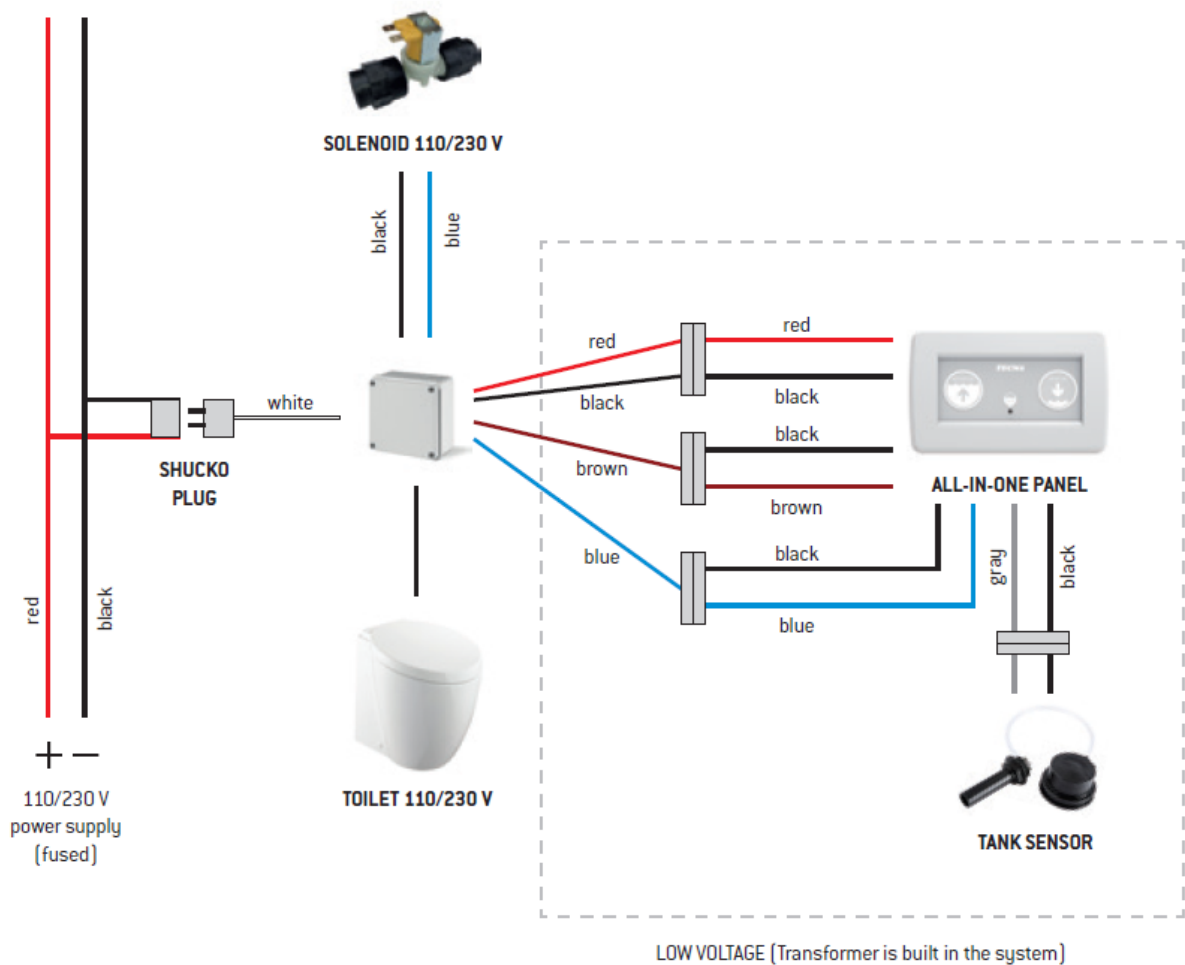 SOLENOID 110/230 V
black
blue
red
red
black
black
white
black
brown
brown
SHUCKO
PLUG
ALL-IN-ONE PANEL
blue
black
blue
gray
black
red
black
+ −
110/230 V
power supply
(fused)
TOILET 110/230 V
TANK SENSOR
LOW VOLTAGE (Transformer is built in the system)